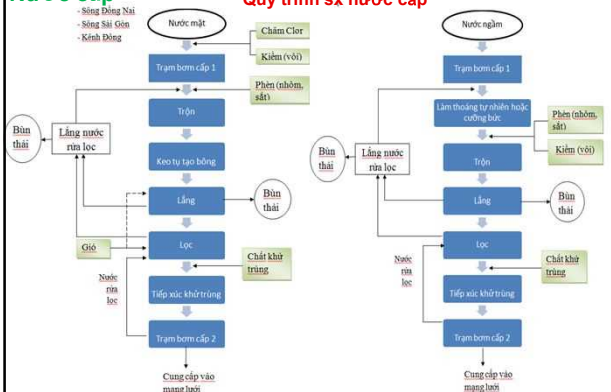 Nước cấp
Quy trình sx nước cấp
- Sông Đồng Nai
- Sông Sài Gòn
- Kênh Đông
Nước mặt
Châm Clor
Kiềm (vôi)
Trạm bơm cấp 1
Phèn (nhôm,
sắt)
Trộn
Bùn
thải
Lắng nước
rửa lọc
Keo tụ tạo bông
Lắng
Bùn
thải
Gió
Lọc
Chất khử
trùng
Nước
rửa
lọc
Tiếp xúc khử trùng
Trạm bơm cấp 2
Cung cấp vào
mạng lưới
Nước ngầm
Trạm bơm cấp 1
Làm thoáng tự nhiên hoặc
cưỡng bức
Phèn (nhôm,
sắt)
Kiềm (vôi)
Bùn
thải
Lắng nước
rửa lọc
Trộn
Lắng
Bùn
thải
Lọc
Chất khử
trùng
Nước
rửa
lọc
Tiếp xúc khử trùng
Trạm bơm cấp 2
Cung cấp vào
mạng lưới